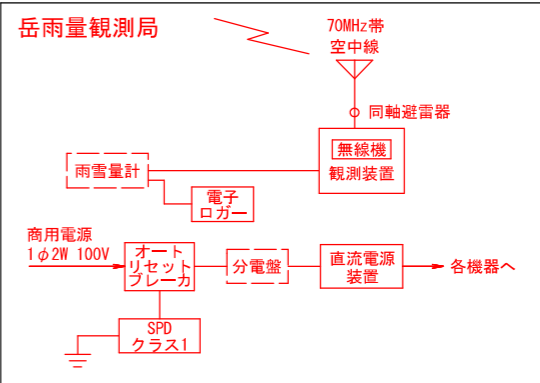 岳雨量観測局
70MHz帯
空中線
同軸避雷器
無線機
観測装置
雨雪量計
電子
ロガー
商用電源
1φ2W 100V
オート
リセット
ブレーカ
分電盤
直流電源
装置
各機器へ
SPD
クラス1